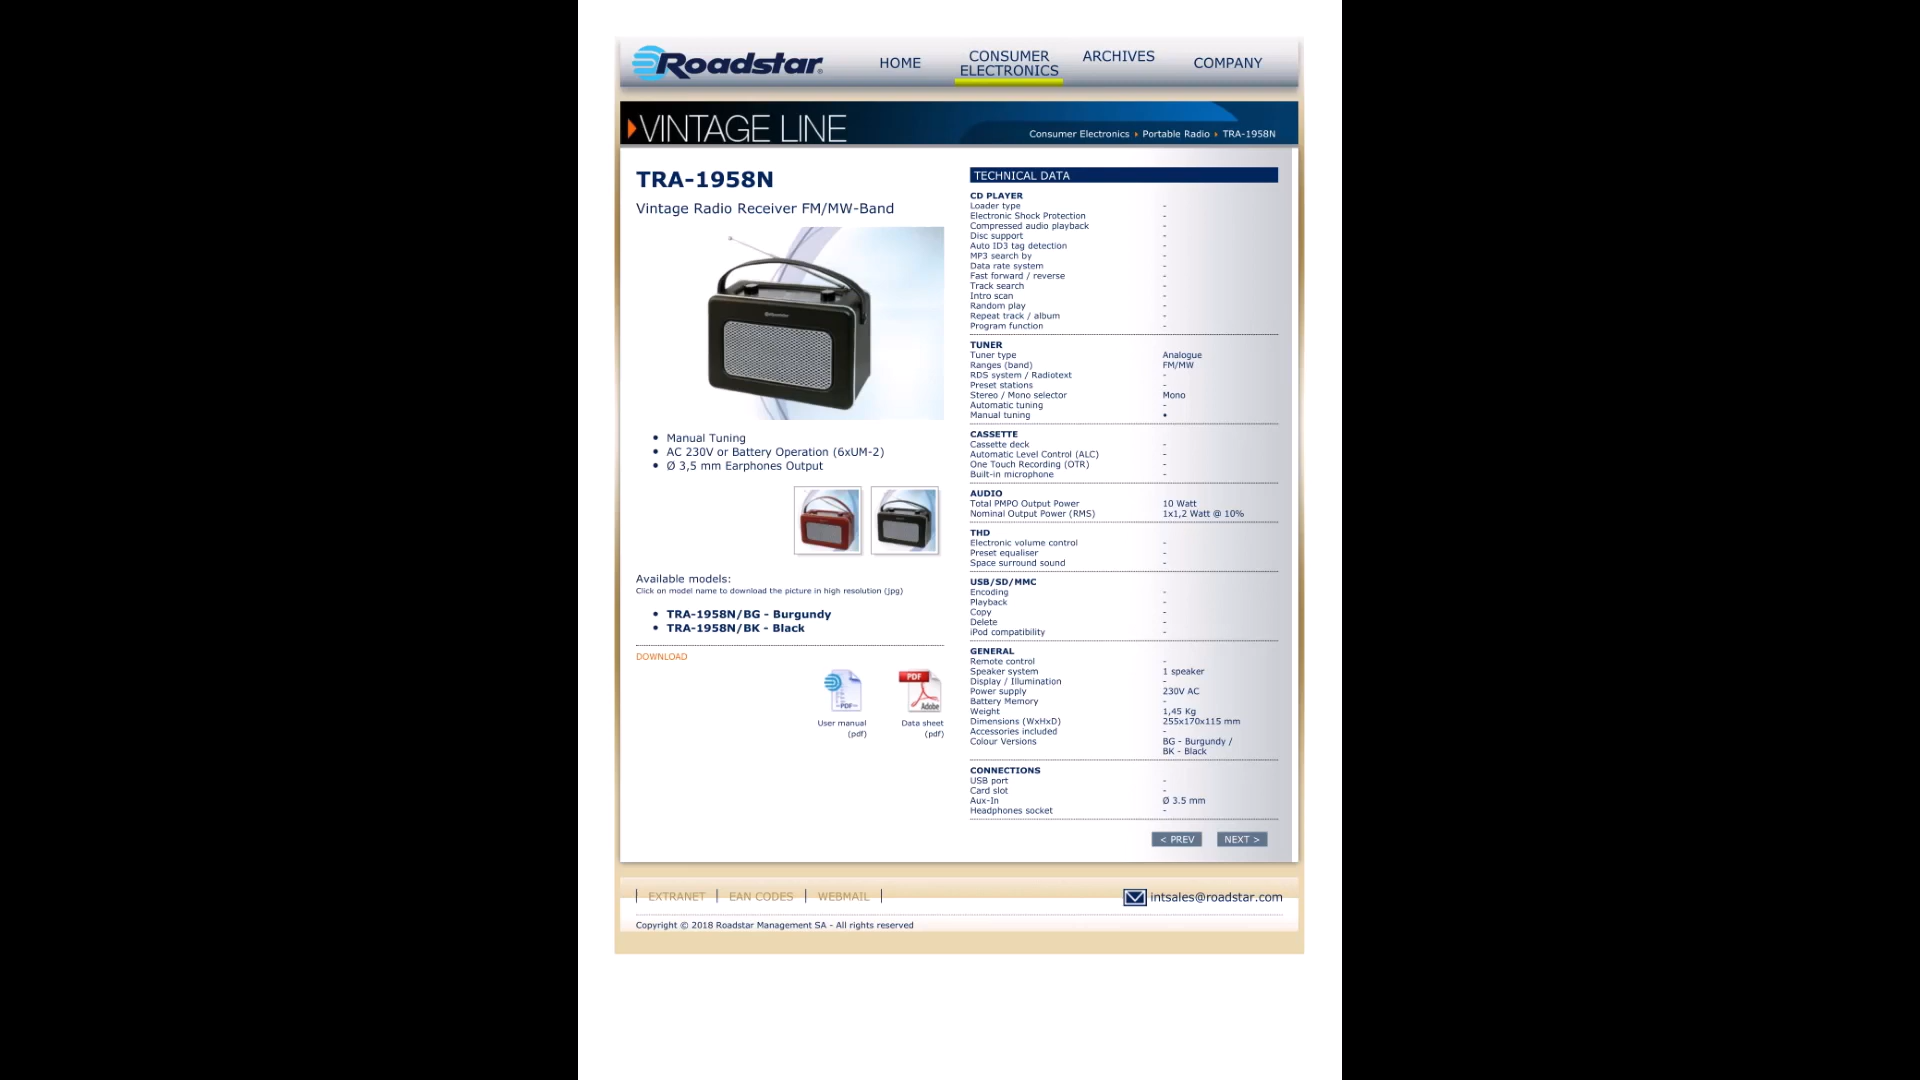 Roadstar
HOME
CONSUMER
ELECTRONICS
ARCHIVES
COMPANY
VINTAGE LINE
Consumer Electronics Portable Radio TRA-1958N
TRA-1958N
Vintage Radio Receiver FM/MW-Band
Roadstar
• Manual Tuning
• AC 230V or Battery Operation (6xUM-2)
• Ø 3,5 mm Earphones Output
Available models:
Click on model name to download the picture in high resolution (jpg)
• TRA-1958N/BG - Burgundy
• TRA-1958N/BK - Black
DOWNLOAD
PDF
PDF
Adobe
User manual
(pdf)
Data sheet
(pdf)
TECHNICAL DATA
CD PLAYER
Loader type -
Electronic Shock Protection -
Compressed audio playback -
Disc support -
Auto ID3 tag detection -
MP3 search by -
Data rate system -
Fast forward / reverse -
Track search -
Intro scan -
Random play -
Repeat track / album -
Program function -
TUNER
Tuner type Analogue
Ranges (band) FM/MW
RDS system / Radiotext -
Preset stations -
Stereo / Mono selector Mono
Automatic tuning -
Manual tuning •
CASSETTE
Cassette deck -
Automatic Level Control (ALC) -
One Touch Recording (OTR) -
Built-in microphone -
AUDIO
Total PMPO Output Power 10 Watt
Nominal Output Power (RMS) 1x1,2 Watt @ 10%
THD
Electronic volume control -
Preset equaliser -
Space surround sound -
USB/SD/MMC
Encoding -
Playback -
Copy -
Delete -
iPod compatibility -
GENERAL
Remote control -
Speaker system 1 speaker
Display / Illumination -
Power supply 230V AC
Battery Memory -
Weight 1,45 Kg
Dimensions (WxHxD) 255x170x115 mm
Accessories included -
Colour Versions BG - Burgundy /
BK - Black
CONNECTIONS
USB port -
Card slot -
Aux-In Ø 3.5 mm
Headphones socket -
< PREV
NEXT >
| EXTRANET | EAN CODES | WEBMAIL |
intsales@roadstar.com
Copyright © 2018 Roadstar Management SA - All rights reserved